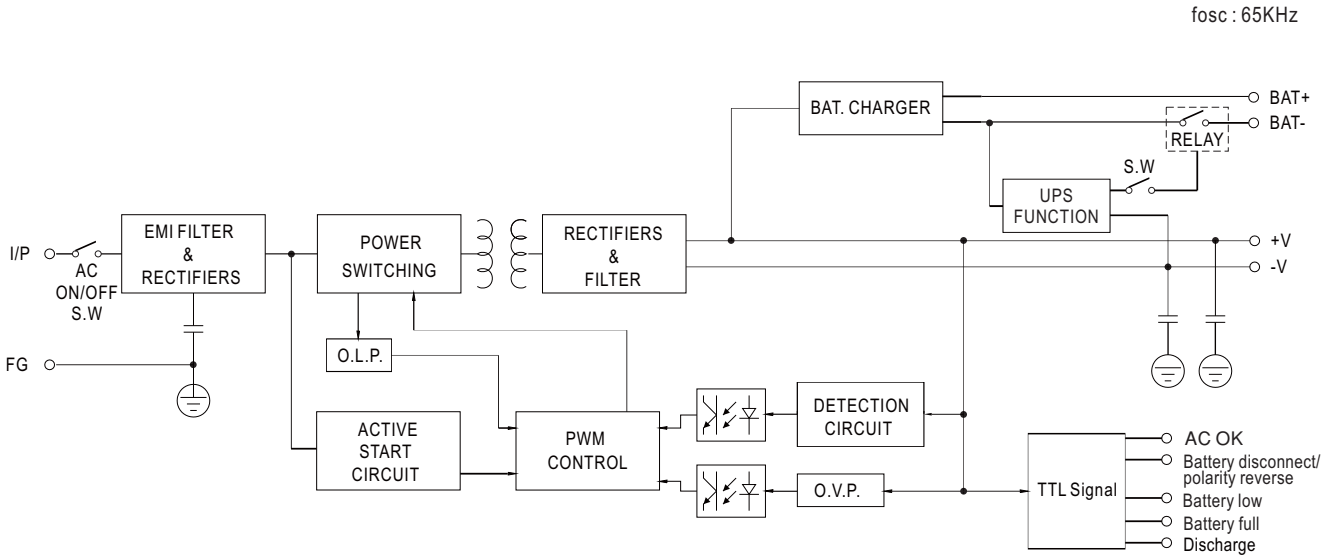 fosc : 65KHz
BAT. CHARGER
BAT+
BAT-
RELAY
S.W
UPS
FUNCTION
I/P
AC
ON/OFF
S.W
EMI FILTER
&
RECTIFIERS
POWER
SWITCHING
RECTIFIERS
&
FILTER
+V
-V
O.L.P.
FG
ACTIVE
START
CIRCUIT
PWM
CONTROL
DETECTION
CIRCUIT
O.V.P.
TTL Signal
AC OK
Battery disconnect/
polarity reverse
Battery low
Battery full
Discharge